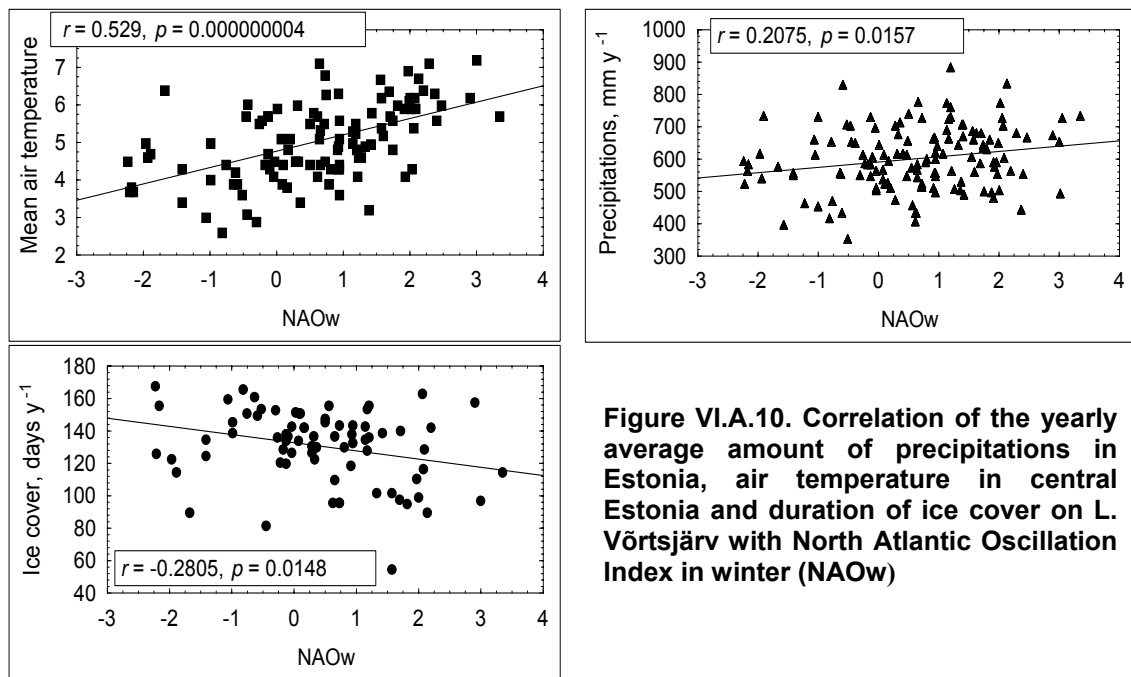 r = 0.529, p = 0.000000004
Mean air temperature
7
6
5
4
3
2
-3 -2 -1 0 1 2 3 4
NAOw
r = 0.2075, p = 0.0157
Precipitations, mm y -1
1000
900
800
700
600
500
400
300
-3 -2 -1 0 1 2 3 4
NAOw
Ice cover, days y -1
180
160
140
120
100
80
60
40
r = -0.2805, p = 0.0148
-3 -2 -1 0 1 2 3 4
NAOw
Figure VI.A.10. Correlation of the yearly
average amount of precipitations in
Estonia, air temperature in central
Estonia and duration of ice cover on L.
Võrtsjärv with North Atlantic Oscillation
Index in winter (NAOw)